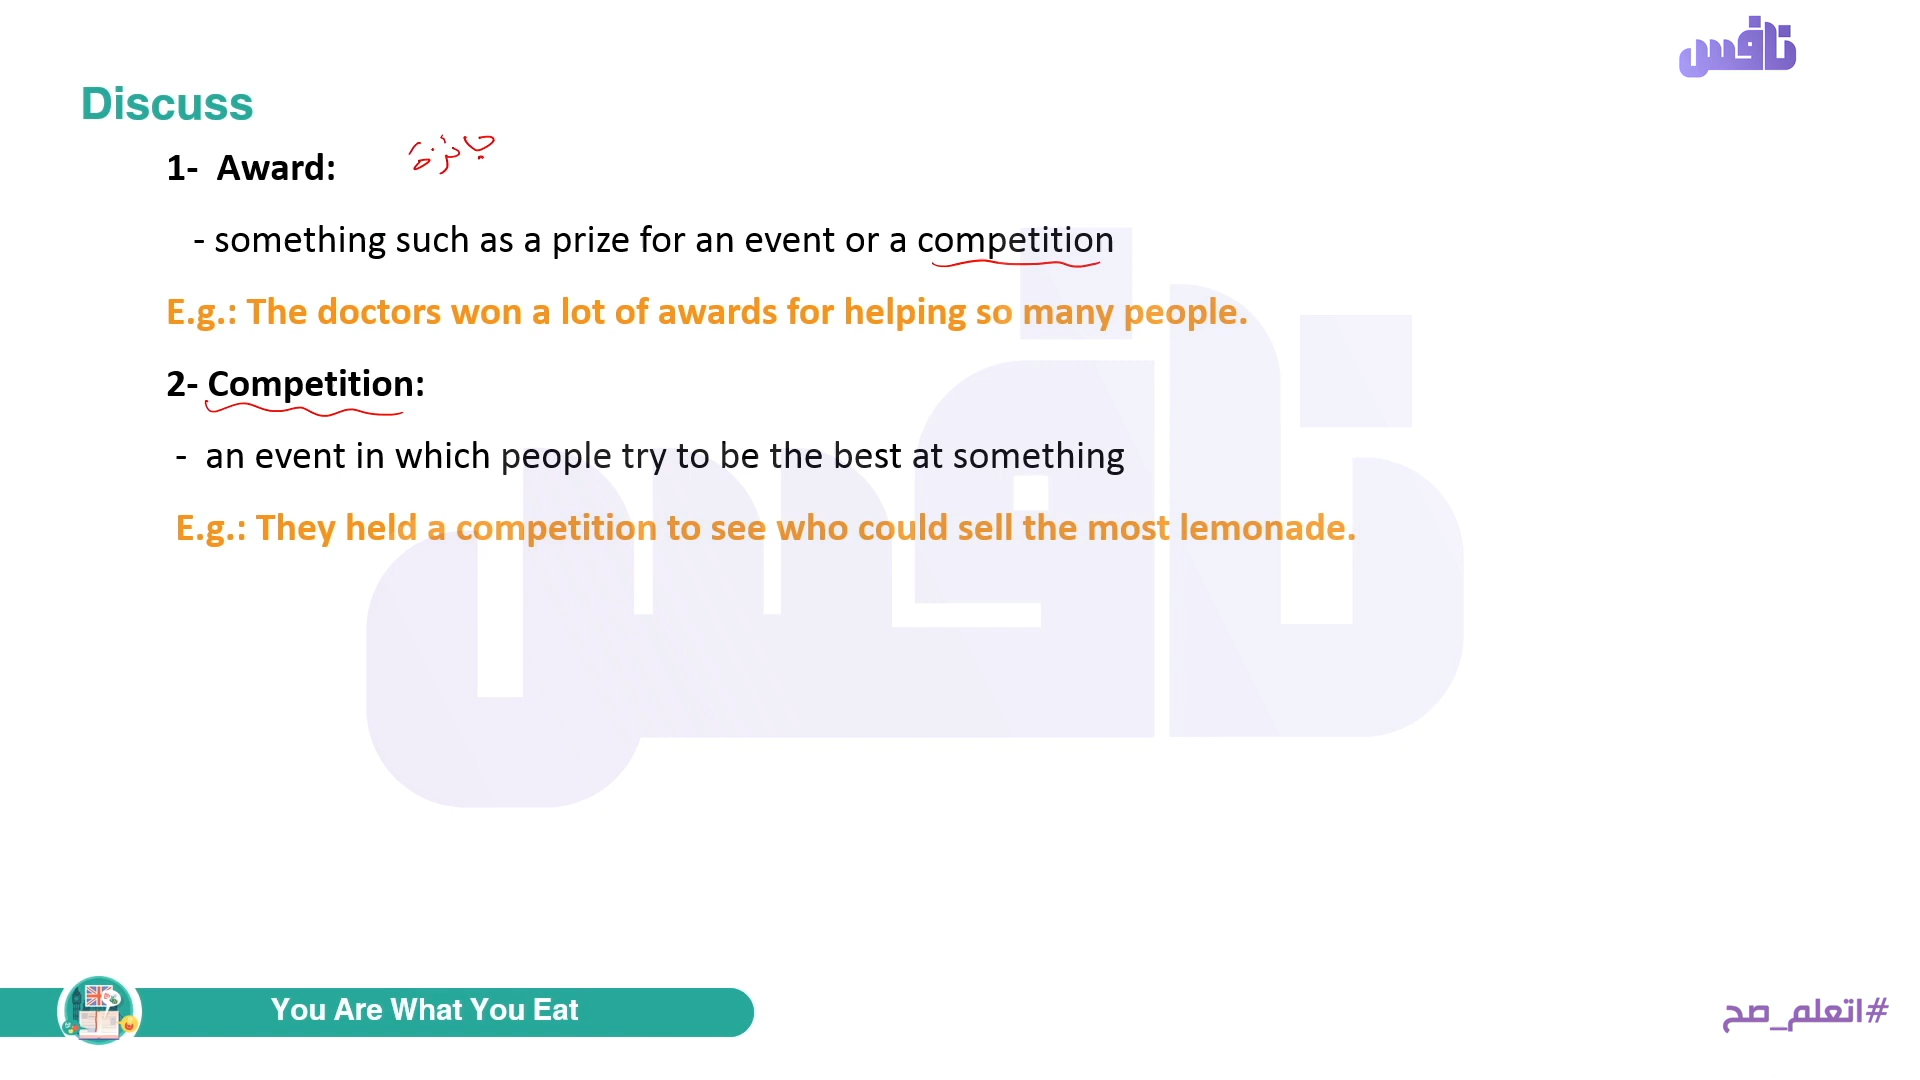 نافس
Discuss
1- Award:
جائزة
- something such as a prize for an event or a competition
E.g.: The doctors won a lot of awards for helping so many people.
2- Competition:
- an event in which people try to be the best at something
E.g.: They held a competition to see who could sell the most lemonade.
نافس
You Are What You Eat
#اتعلم_صح